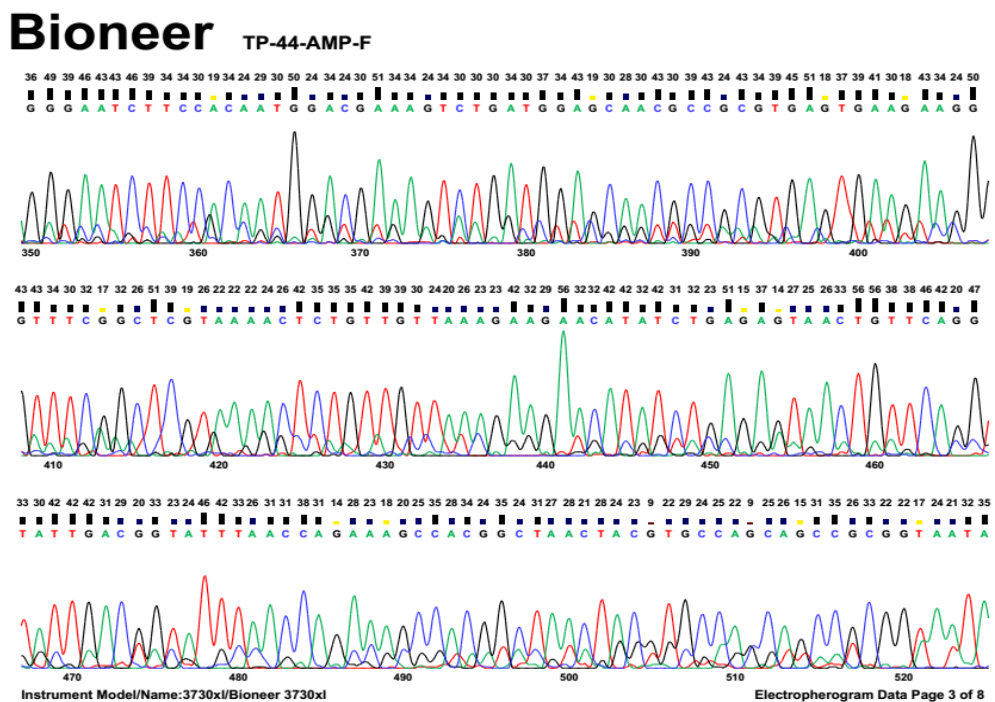 Bioneer TP-44-AMP-F
36 49 39 46 43 43 46 39 34 34 30 19 34 24 29 30 50 24 34 24 30 51 34 34 24 34 30 30 30 34 30 37 34 43 19 30 28 30 43 30 39 43 24 43 34 39 45 51 18 37 39 41 30 18 43 34 24 50
G G G A A T C T T C C A C A A T G G A C G A A A G T C T G A T G G A G C A A C G C C G C G T G A G T G A A G A A G G
350 360 370 380 390 400
43 43 34 30 32 17 32 26 51 39 19 26 22 22 22 24 26 42 35 35 35 42 39 39 30 24 20 26 23 23 42 32 29 56 32 32 42 42 32 42 31 32 23 51 15 37 14 27 25 26 33 56 56 38 38 46 42 20 47
G T T T C G G C T C G T A A A A C T C T G T T G T T A A A G A A G A A C A T A T C T G A G A G T A A C T G T T C A G G
410 420 430 440 450 460
33 30 42 42 42 31 29 20 33 23 24 46 42 33 26 31 31 38 31 14 28 23 18 20 25 35 28 34 24 35 24 31 27 28 21 28 24 23 9 22 29 24 25 22 9 25 26 15 31 35 26 33 22 22 17 24 21 32 35
T A T T G A C G G T A T T T A A C C A G A A A G C C A C G G C T A A C T A C G T G C C A G C A G C C G C G G T A A T A
470 480 490 500 510 520
Instrument Model/Name:3730xl/Bioneer 3730xl Electropherogram Data Page 3 of 8